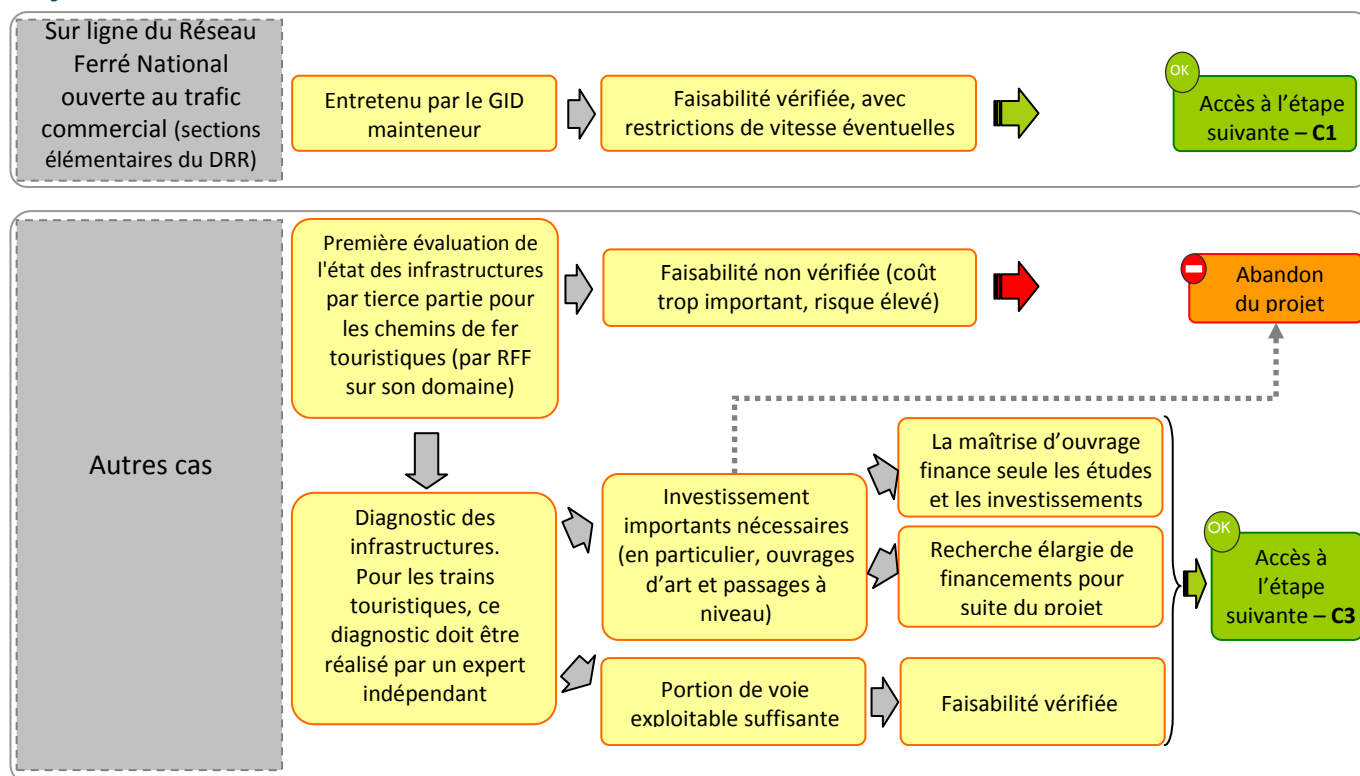 Sur ligne du Réseau
Ferré National
ouverte au trafic
commercial (sections
élémentaires du DRR)
Entretenu par le GID
mainteneur
Faisabilité vérifiée, avec
restrictions de vitesse éventuelles
OK
Accès à l'étape
suivante – C1
Autres cas
Première évaluation de
l'état des infrastructures
par tierce partie pour
les chemins de fer
touristiques (par RFF
sur son domaine)
Faisabilité non vérifiée (coût
trop important, risque élevé)
Abandon
du projet
Diagnostic des
infrastructures.
Pour les trains
touristiques, ce
diagnostic doit être
réalisé par un expert
indépendant
Investissement
importants nécessaires
(en particulier, ouvrages
d'art et passages à
niveau)
La maîtrise d'ouvrage
finance seule les études
et les investissements
Recherche élargie de
financements pour
suite du projet
Portion de voie
exploitable suffisante
Faisabilité vérifiée
OK
Accès à
l'étape
suivante – C3